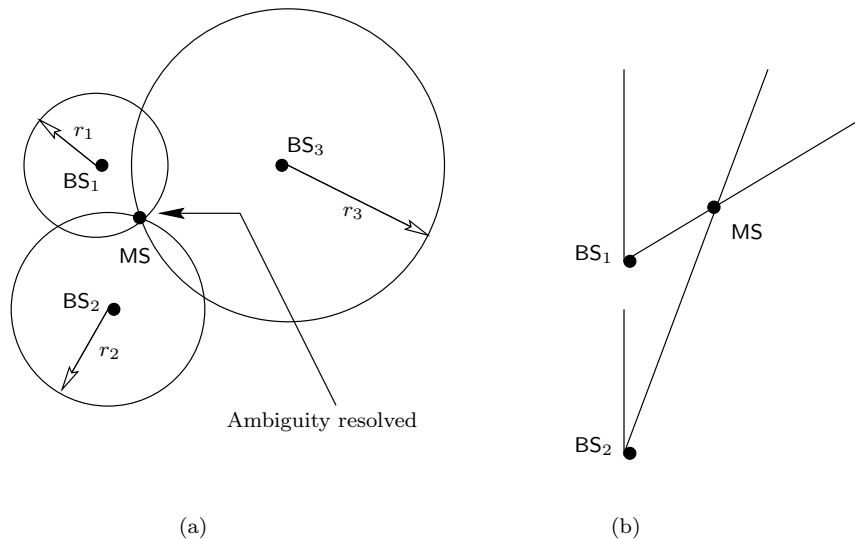 r₁
BS₁
BS₃
r₃
MS
BS₂
r₂
Ambiguity resolved
(a)
BS₁
MS
BS₂
(b)